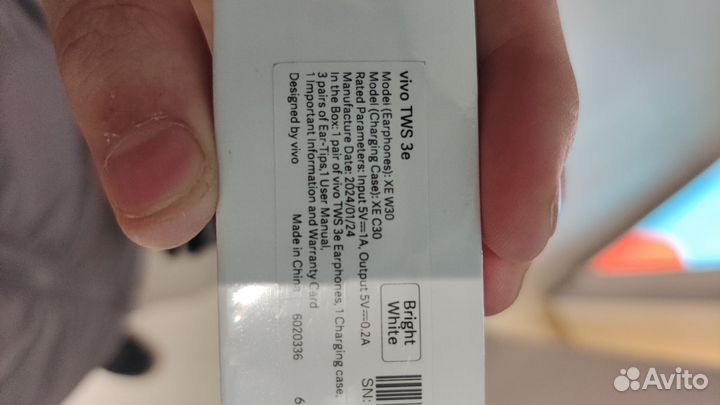 vivo TWS 3e
Bright
White
Model (Earphones): XE W30
Model (Charging Case): XE C30
Rated Parameters: Input 5V⎓1A, Output 5V⎓0.2A
Manufacture Date: 2024/01/24
In the Box: 1 pair of vivo TWS 3e Earphones, 1 Charging case,
3 pairs of Ear-Tips,1 User Manual,
1 Important Information and Warranty Card
Designed by vivo
Made in China
6020336
6
SN:
Avito